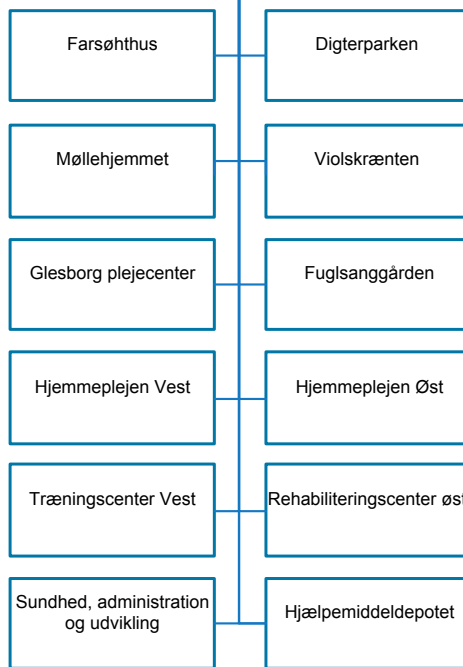 Farsøhthus
Digterparken
Møllehjemmet
Violskrænten
Glesborg plejecenter
Fuglsanggården
Hjemmeplejen Vest
Hjemmeplejen Øst
Træningscenter Vest
Rehabiliteringscenter øst
Sundhed, administration
og udvikling
Hjælpemiddeldepotet